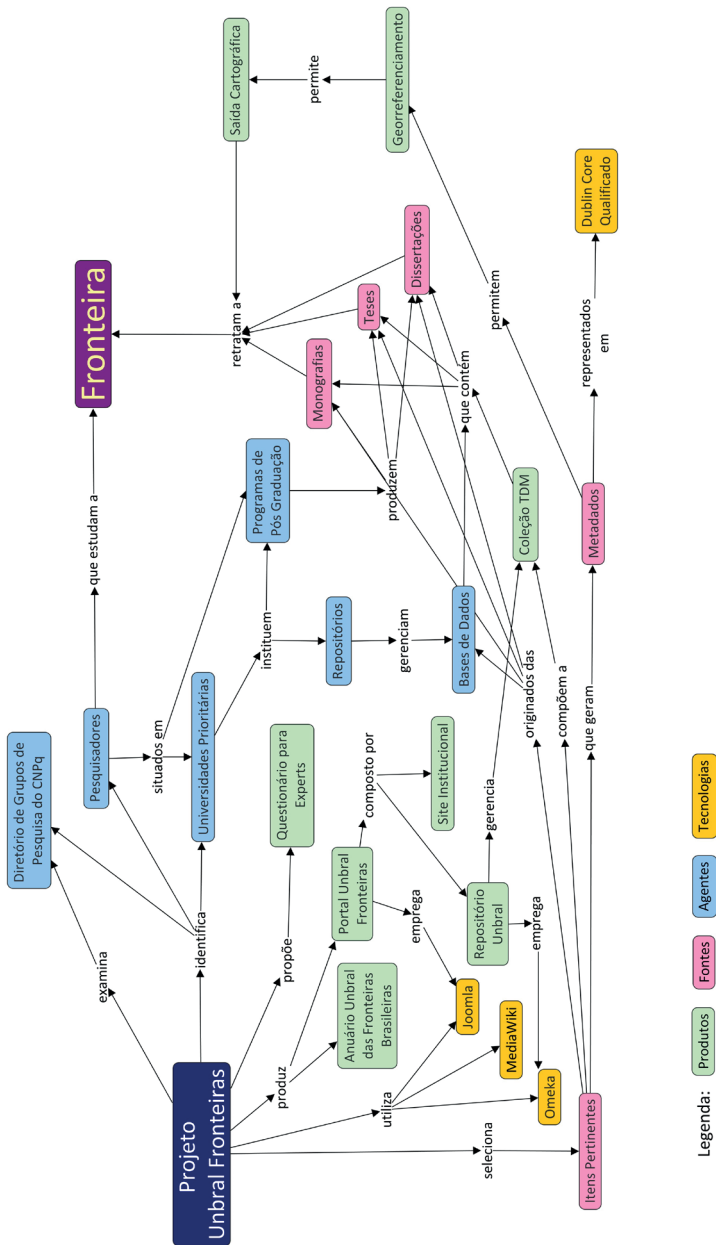 Projeto
Unbral Fronteiras
examina
Diretório de Grupos de
Pesquisa do CNPq
identifica
Pesquisadores
que estudam a
Fronteira
situados em
Universidades Prioritárias
instituem
Programas de
Pós Graduação
produzem
Repositórios
gerenciam
Bases de Dados
que contém
Monografias
Teses
Dissertações
retratam a
Saída Cartográfica
permite
Georreferenciamento
propõe
Questionário para
Experts
produz
Portal Unbral
Fronteiras
Anuário Unbral
das Fronteiras
Brasileiras
composto por
Site Institucional
Repositório
Unbral
emprega
emprega
gerencia
Coleção TDM
utiliza
Joomla
MediaWiki
Omeka
seleciona
Itens Pertinentes
originados das
compõem a
que geram
Metadados
permitem
representados
em
Dublin Core
Qualificado
Legenda:
Produtos
Fontes
Agentes
Tecnologias